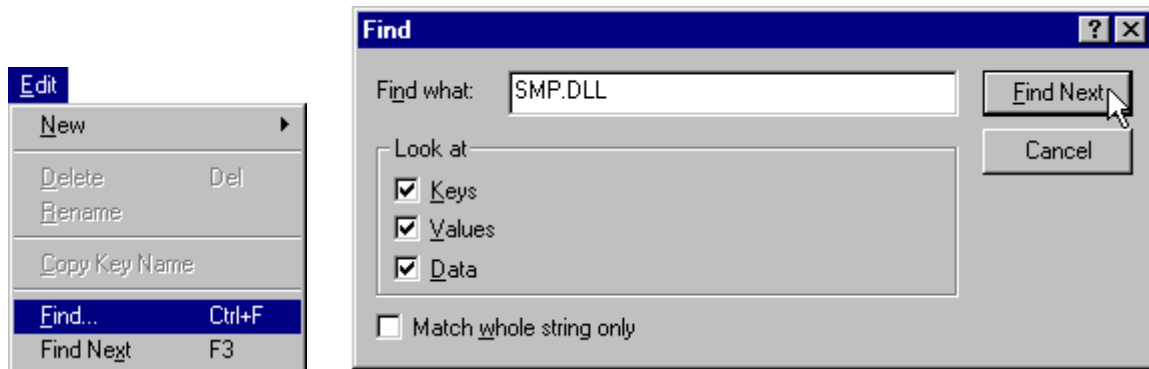 Edit
New
Delete Del
Rename
Copy Key Name
Find... Ctrl+F
Find Next F3
Find
Find what: SMP.DLL
Find Next
Cancel
Look at
Keys
Values
Data
Match whole string only